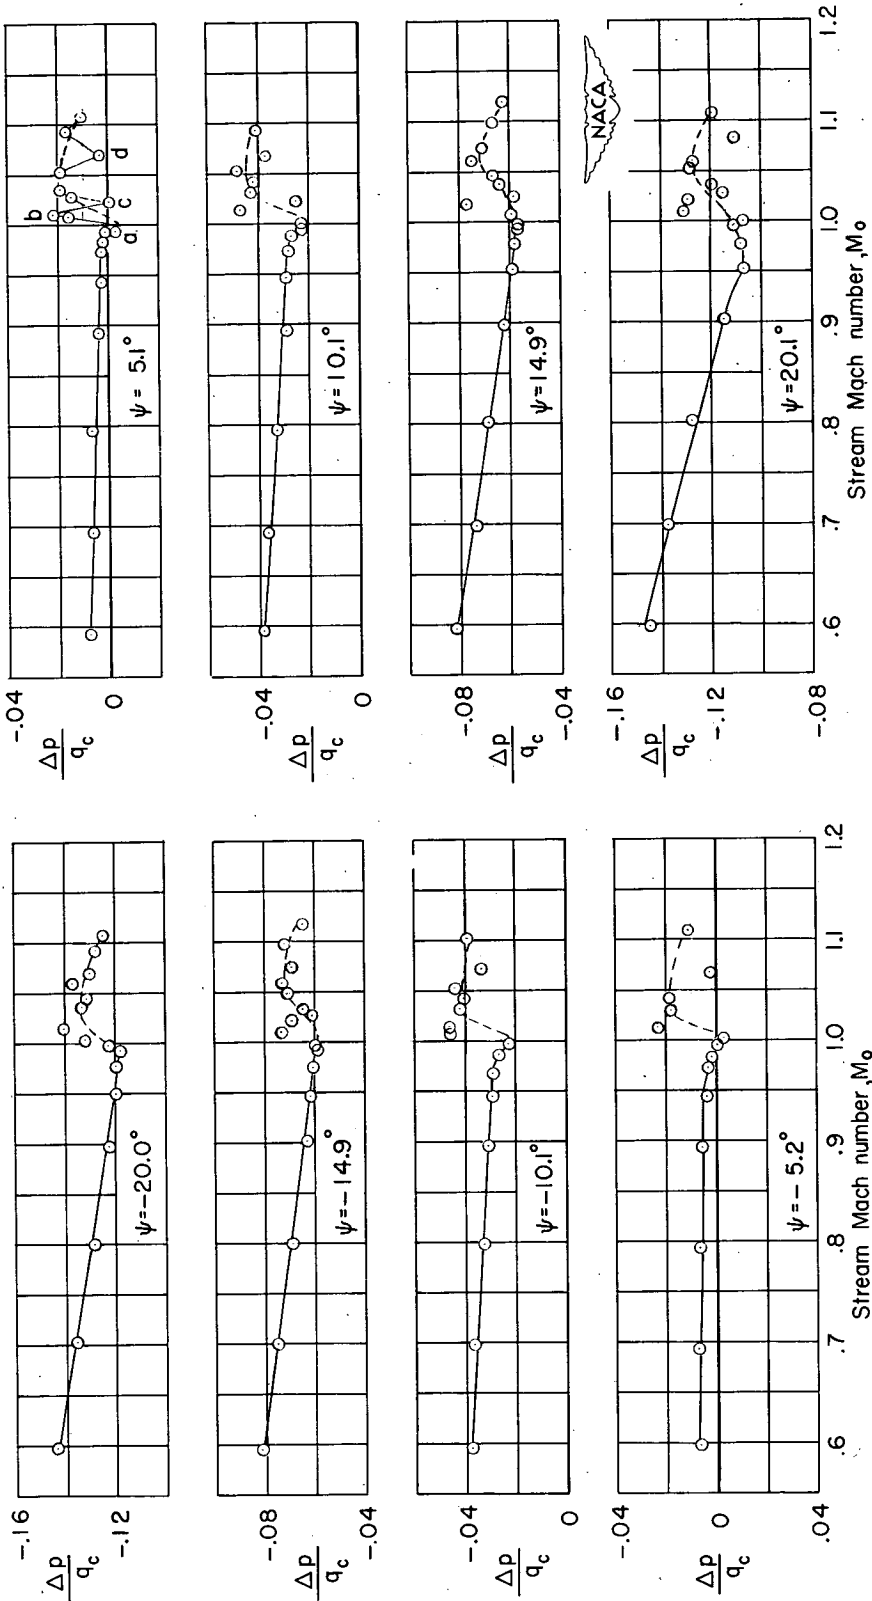 -.04
Δp/q_c
0
ψ = 5.1°
a
b
c
d
-.04
Δp/q_c
0
ψ = 10.1°
-.08
Δp/q_c
-.04
ψ = 14.9°
NACA
-.16
Δp/q_c
-.12
-.08
ψ = 20.1°
.6 .7 .8 .9 1.0 1.1 1.2
Stream Mach number, Mo
-.16
Δp/q_c
-.12
ψ = -20.0°
-.08
Δp/q_c
-.04
ψ = -14.9°
-.04
Δp/q_c
0
ψ = -10.1°
-.04
Δp/q_c
0
.04
ψ = - 5.2°
.6 .7 .8 .9 1.0 1.1 1.2
Stream Mach number, Mo